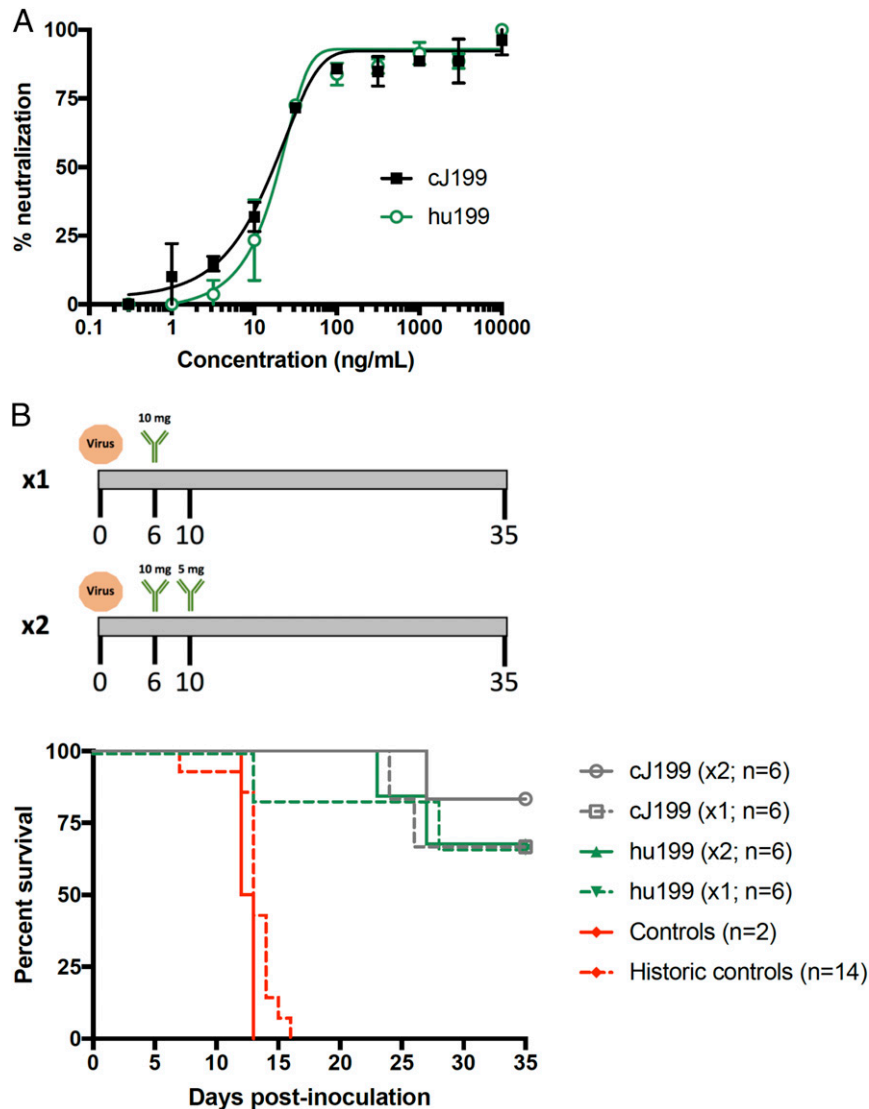 A
100
75
50
25
0
% neutralization
cJ199
hu199
0.1 1 10 100 1000 10000
Concentration (ng/mL)
B
10 mg
Virus
x1
0 6 10 35
10 mg 5 mg
Virus
x2
0 6 10 35
100
75
50
25
0
Percent survival
0 5 10 15 20 25 30 35
Days post-inoculation
cJ199 (x2; n=6)
cJ199 (x1; n=6)
hu199 (x2; n=6)
hu199 (x1; n=6)
Controls (n=2)
Historic controls (n=14)